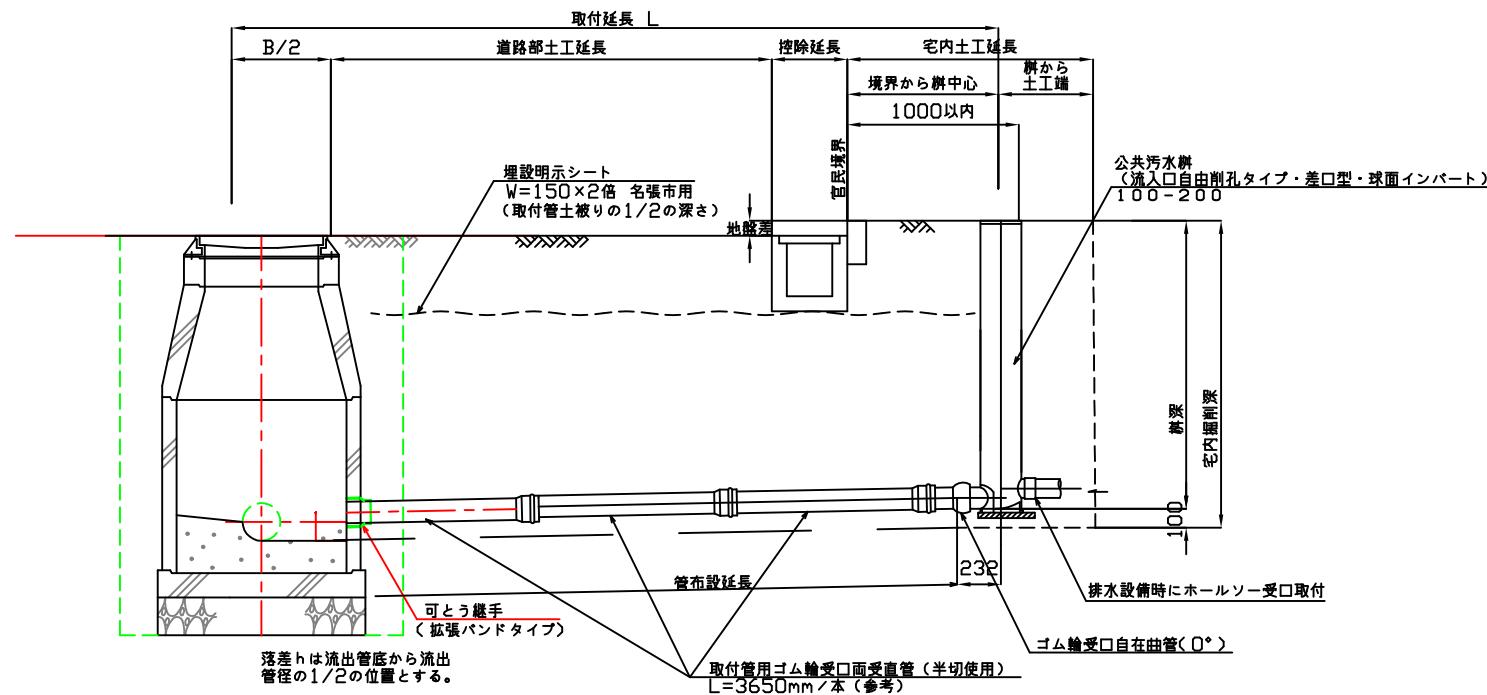 取付延長 L
B/2
道路部土工延長
控除延長
宅内土工延長
境界から桝中心
桝から
土工端
1000以内
官民境界
埋設明示シート
W=150×2倍 名張市用
(取付管土被りの1/2の深さ)
地盤差
公共汚水桝
(流入口自由削孔タイプ・差口型・球面インバート)
100-200
桝深
宅内掘削深
100
232
管布設延長
排水設備時にホールソー受口取付
可とう継手
(拡張バンドタイプ)
ゴム輪受口自在曲管(0°)
落差hは流出管底から流出
管径の1/2の位置とする。
取付管用ゴム輪受口両受直管(半切使用)
L=3650mm/本(参考)